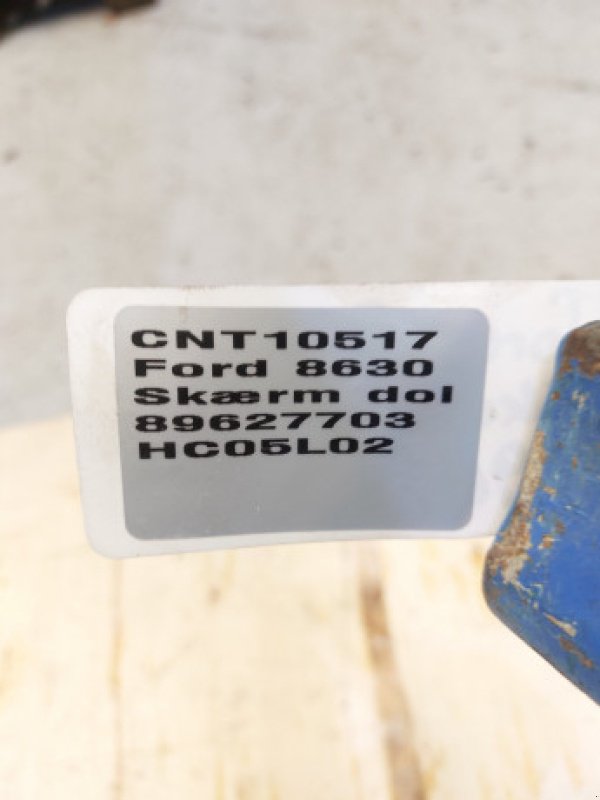 CNT10517
Ford 8630
Skærm dol
89627703
HC05L02